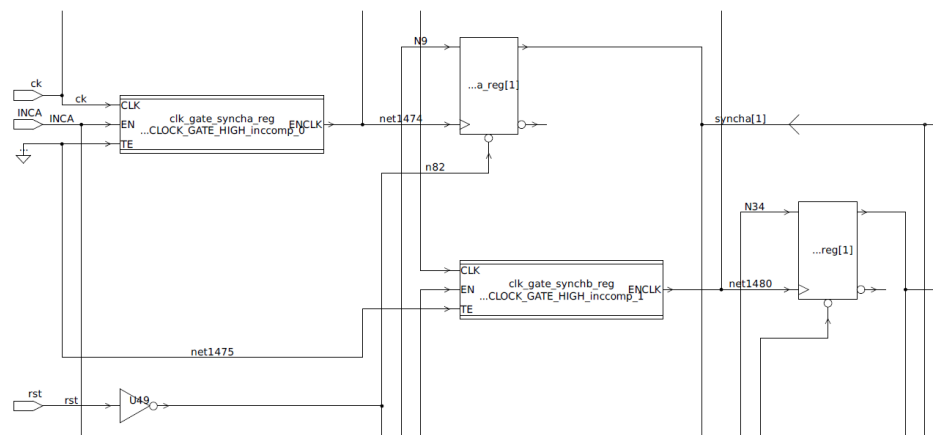 N9
...a_reg[1]
ck
ck
CLK
clk_gate_syncha_reg
...CLOCK_GATE_HIGH_inccomp_0
INCA
INCA
EN
ENCLK
net1474
syncha[1]
...
TE
n82
N34
...reg[1]
CLK
clk_gate_synchb_reg
...CLOCK_GATE_HIGH_inccomp_1
EN
ENCLK
net1480
TE
net1475
rst
rst
U49